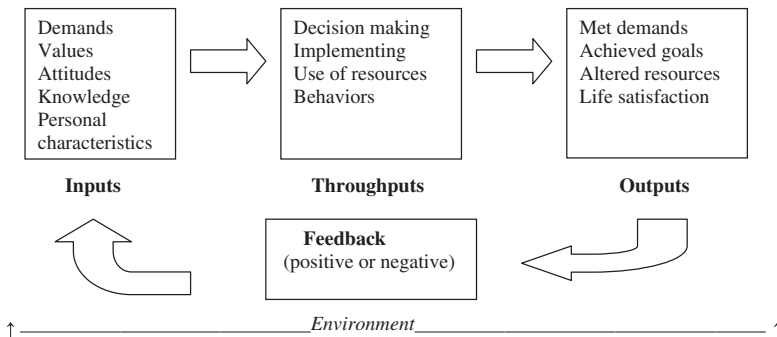 Demands
Values
Attitudes
Knowledge
Personal
characteristics
Decision making
Implementing
Use of resources
Behaviors
Met demands
Achieved goals
Altered resources
Life satisfaction
Inputs
Throughputs
Outputs
Feedback
(positive or negative)
Environment